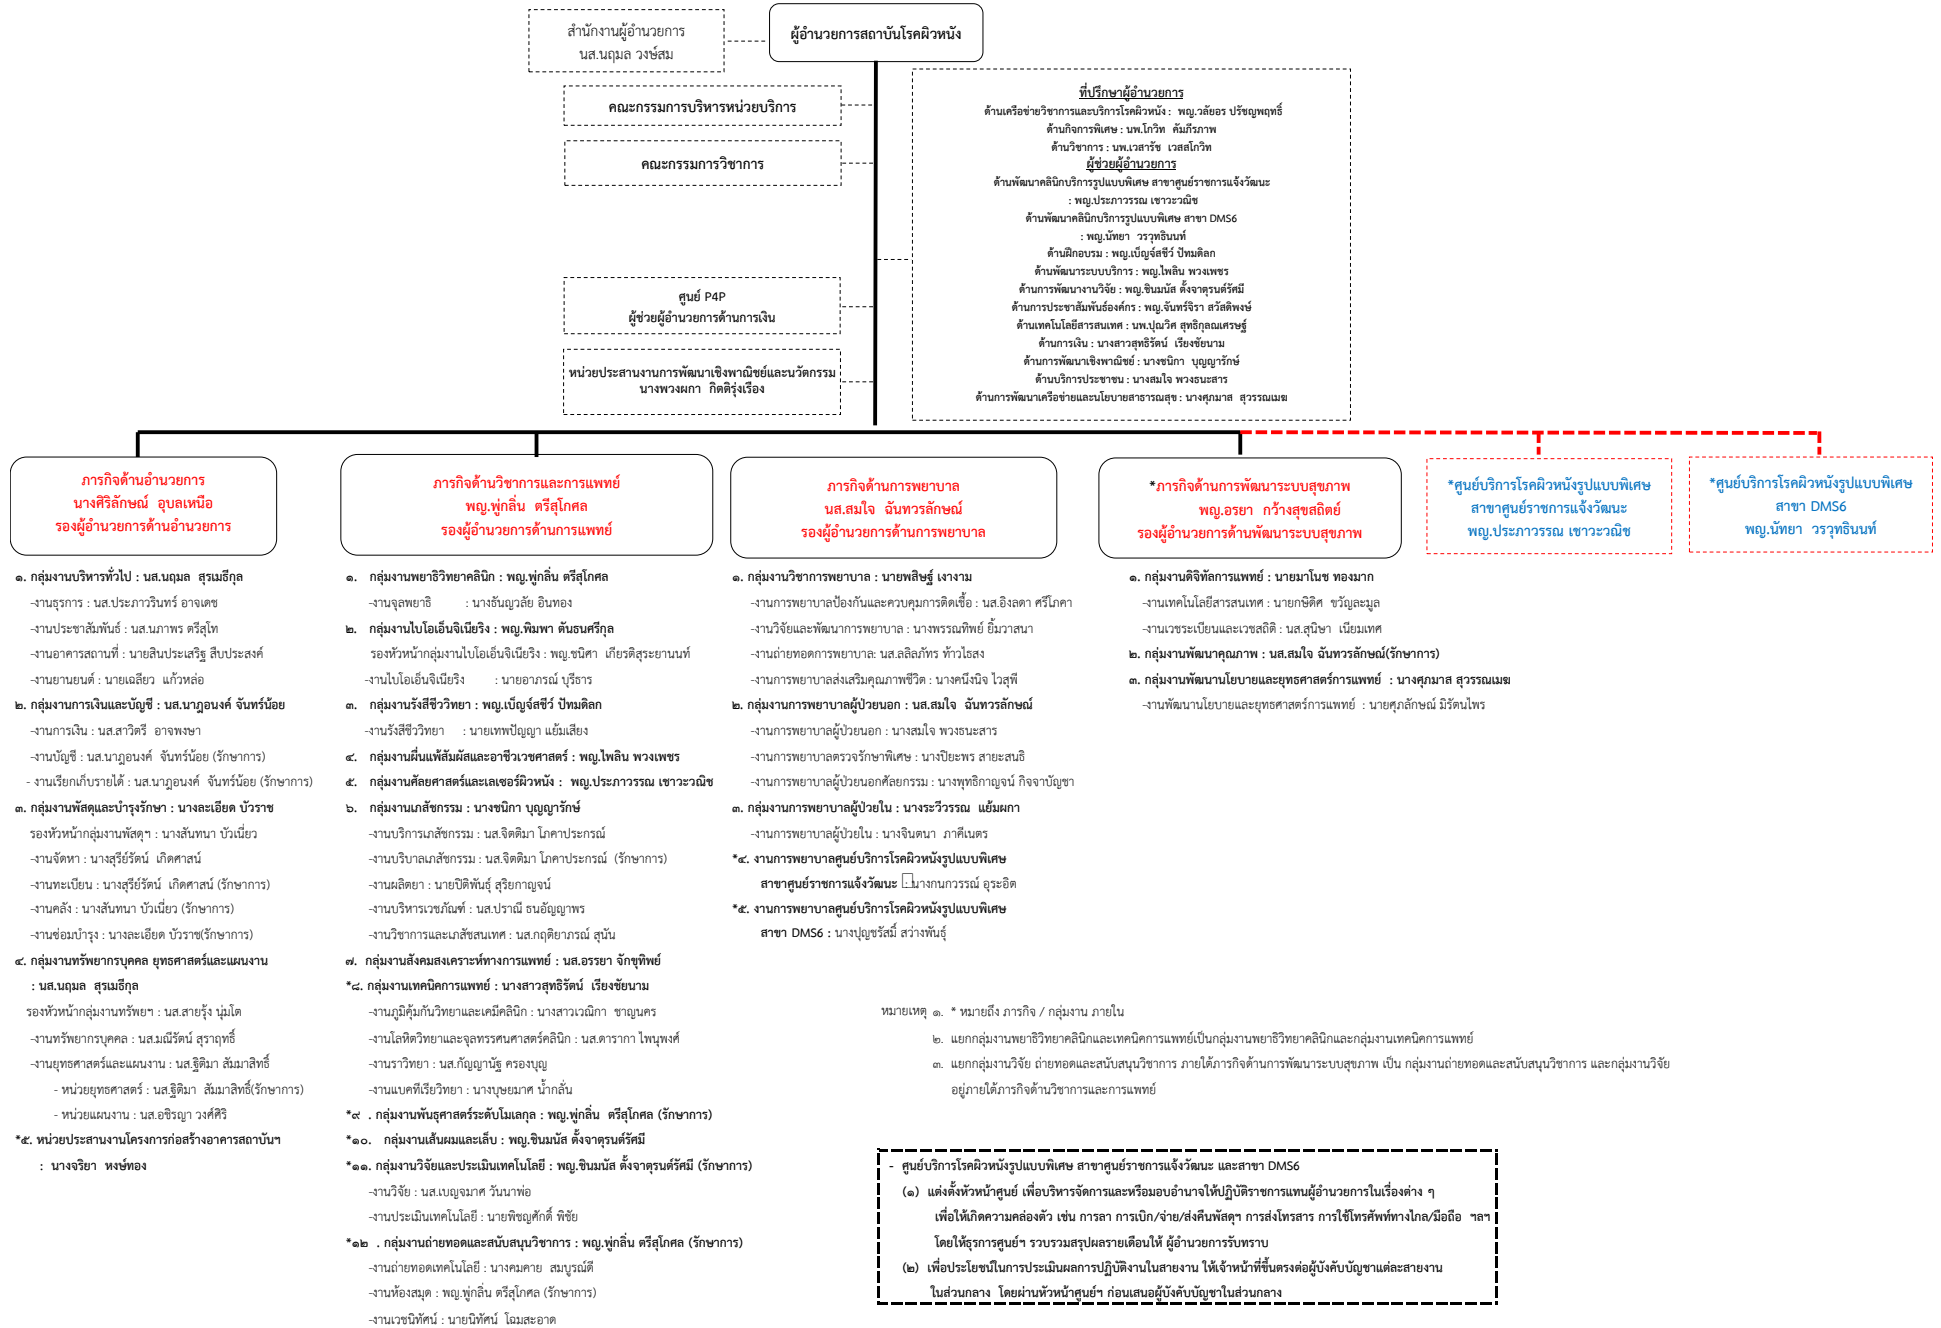 สำนักงานผู้อำนวยการ
นส.นฤมล วงษ์สม
ผู้อำนวยการสถาบันโรคผิวหนัง
คณะกรรมการบริหารหน่วยบริการ
คณะกรรมการวิชาการ
ศูนย์ P4P
ผู้ช่วยผู้อำนวยการด้านการเงิน
หน่วยประสานงานการพัฒนาเชิงพาณิชย์และนวัตกรรม
นางพวงผกา กิตติรุ่งเรือง
ที่ปรึกษาผู้อำนวยการ
ด้านเครือข่ายวิชาการและบริการโรคผิวหนัง : พญ.วลัยอร ปรัชญพฤทธิ์
ด้านกิจการพิเศษ : นพ.โกวิท คัมภีรภาพ
ด้านวิชาการ : นพ.เวสารัช เวสสโกวิท
ผู้ช่วยผู้อำนวยการ
ด้านพัฒนาคลินิกบริการรูปแบบพิเศษ สาขาศูนย์ราชการแจ้งวัฒนะ
: พญ.ประภาวรรณ เชาวะวณิช
ด้านพัฒนาคลินิกบริการรูปแบบพิเศษ สาขา DMS6
: พญ.นัทยา วรวุทธินนท์
ด้านฝึกอบรม : พญ.เบ็ญจ์สชีว์ ปัทมดิลก
ด้านพัฒนาระบบบริการ : พญ.ไพลิน พวงเพชร
ด้านการพัฒนางานวิจัย : พญ.ชินมนัส ตั้งจาตุรนต์รัศมี
ด้านการประชาสัมพันธ์องค์กร : พญ.จันทร์จิรา สวัสดิพงษ์
ด้านเทคโนโลยีสารสนเทศ : นพ.ปุณวิศ สุทธิกุลณเศรษฐ์
ด้านการเงิน : นางสาวสุทธิรัตน์ เรียงชัยนาม
ด้านการพัฒนาเชิงพาณิชย์ : นางชนิกา บุญญารักษ์
ด้านบริการประชาชน : นางสมใจ พวงธนะสาร
ด้านการพัฒนาเครือข่ายและนโยบายสาธารณสุข : นางศุภมาส สุวรรณเมฆ
ภารกิจด้านอำนวยการ
นางศิริลักษณ์ อุบลเหนือ
รองผู้อำนวยการด้านอำนวยการ
ภารกิจด้านวิชาการและการแพทย์
พญ.พู่กลิ่น ตรีสุโกศล
รองผู้อำนวยการด้านการแพทย์
ภารกิจด้านการพยาบาล
นส.สมใจ ฉันทวรลักษณ์
รองผู้อำนวยการด้านการพยาบาล
*ภารกิจด้านการพัฒนาระบบสุขภาพ
พญ.อรยา กว้างสุขสถิตย์
รองผู้อำนวยการด้านพัฒนาระบบสุขภาพ
*ศูนย์บริการโรคผิวหนังรูปแบบพิเศษ
สาขาศูนย์ราชการแจ้งวัฒนะ
พญ.ประภาวรรณ เชาวะวณิช
*ศูนย์บริการโรคผิวหนังรูปแบบพิเศษ
สาขา DMS6
พญ.นัทยา วรวุทธินนท์
๑. กลุ่มงานบริหารทั่วไป : นส.นฤมล สุรเมธีกุล
-งานธุรการ : นส.ประภาวรินทร์ อาจเดช
-งานประชาสัมพันธ์ : นส.นภาพร ตรีสุโท
-งานอาคารสถานที่ : นายสินประเสริฐ สืบประสงค์
-งานยานยนต์ : นายเฉลียว แก้วหล่อ
๒. กลุ่มงานการเงินและบัญชี : นส.นาฎอนงค์ จันทร์น้อย
-งานการเงิน : นส.สาวิตรี อาจพงษา
-งานบัญชี : นส.นาฎอนงค์ จันทร์น้อย (รักษาการ)
- งานเรียกเก็บรายได้ : นส.นาฎอนงค์ จันทร์น้อย (รักษาการ)
๓. กลุ่มงานพัสดุและบำรุงรักษา : นางละเอียด บัวราช
รองหัวหน้ากลุ่มงานพัสดุฯ : นางสันทนา บัวเนี่ยว
-งานจัดหา : นางสุรีย์รัตน์ เกิดศาสน์
-งานทะเบียน : นางสุรีย์รัตน์ เกิดศาสน์ (รักษาการ)
-งานคลัง : นางสันทนา บัวเนี่ยว (รักษาการ)
-งานซ่อมบำรุง : นางละเอียด บัวราช(รักษาการ)
๔. กลุ่มงานทรัพยากรบุคคล ยุทธศาสตร์และแผนงาน
: นส.นฤมล สุรเมธีกุล
รองหัวหน้ากลุ่มงานทรัพยฯ : นส.สายรุ้ง นุ่มโต
-งานทรัพยากรบุคคล : นส.มณีรัตน์ สุราฤทธิ์
-งานยุทธศาสตร์และแผนงาน : นส.ฐิติมา สัมมาสิทธิ์
- หน่วยยุทธศาสตร์ : นส.ฐิติมา สัมมาสิทธิ์(รักษาการ)
- หน่วยแผนงาน : นส.อชิรญา วงศ์ศิริ
*๕. หน่วยประสานงานโครงการก่อสร้างอาคารสถาบันฯ
: นางจริยา หงษ์ทอง
๑. กลุ่มงานพยาธิวิทยาคลินิก : พญ.พู่กลิ่น ตรีสุโกศล
-งานจุลพยาธิ : นางธันญวลัย อินทอง
๒. กลุ่มงานไบโอเอ็นจิเนียริง : พญ.พิมพา ตันธนศรีกุล
รองหัวหน้ากลุ่มงานไบโอเอ็นจิเนียริง : พญ.ชนิศา เกียรติสุระยานนท์
-งานไบโอเอ็นจิเนียริง : นายอาภรณ์ บุรีธาร
๓. กลุ่มงานรังสีชีววิทยา : พญ.เบ็ญจ์สชีว์ ปัทมดิลก
-งานรังสีชีววิทยา : นายเทพปัญญา แย้มเสียง
๔. กลุ่มงานผื่นแพ้สัมผัสและอาชีวเวชศาสตร์ : พญ.ไพลิน พวงเพชร
๕. กลุ่มงานศัลยศาสตร์และเลเซอร์ผิวหนัง : พญ.ประภาวรรณ เชาวะวณิช
๖. กลุ่มงานเภสัชกรรม : นางชนิกา บุญญารักษ์
-งานบริการเภสัชกรรม : นส.จิตติมา โภคาประกรณ์
-งานบริบาลเภสัชกรรม : นส.จิตติมา โภคาประกรณ์ (รักษาการ)
-งานผลิตยา : นายปิติพันธุ์ สุริยกาญจน์
-งานบริหารเวชภัณฑ์ : นส.ปราณี ธนอัญญาพร
-งานวิชาการและเภสัชสนเทศ : นส.กฤติยาภรณ์ สุนัน
๗. กลุ่มงานสังคมสงเคราะห์ทางการแพทย์ : นส.อรรยา จักขุทิพย์
*๘. กลุ่มงานเทคนิคการแพทย์ : นางสาวสุทธิรัตน์ เรียงชัยนาม
-งานภูมิคุ้มกันวิทยาและเคมีคลินิก : นางสาวเวณิกา ชาญนคร
-งานโลหิตวิทยาและจุลทรรศนศาสตร์คลินิก : นส.ดารากา ไพนุพงศ์
-งานราวิทยา : นส.กัญญานัฐ ครองบุญ
-งานแบคทีเรียวิทยา : นางบุษยมาศ น้ำกลั่น
*๙ . กลุ่มงานพันธุศาสตร์ระดับโมเลกุล : พญ.พู่กลิ่น ตรีสุโกศล (รักษาการ)
*๑๐. กลุ่มงานเส้นผมและเล็บ : พญ.ชินมนัส ตั้งจาตุรนต์รัศมี
*๑๑. กลุ่มงานวิจัยและประเมินเทคโนโลยี : พญ.ชินมนัส ตั้งจาตุรนต์รัศมี (รักษาการ)
-งานวิจัย : นส.เบญจมาศ วันนาพ่อ
-งานประเมินเทคโนโลยี : นายพิชญศักดิ์ พิชัย
*๑๒ . กลุ่มงานถ่ายทอดและสนับสนุนวิชาการ : พญ.พู่กลิ่น ตรีสุโกศล (รักษาการ)
-งานถ่ายทอดเทคโนโลยี : นางคมคาย สมบูรณ์ดี
-งานห้องสมุด : พญ.พู่กลิ่น ตรีสุโกศล (รักษาการ)
-งานเวชนิทัศน์ : นายนิทัศน์ โฉมสะอาด
๑. กลุ่มงานวิชาการพยาบาล : นายพสิษฐ์ เงางาม
-งานการพยาบาลป้องกันและควบคุมการติดเชื้อ : นส.อิงลดา ศรีโภคา
-งานวิจัยและพัฒนาการพยาบาล : นางพรรณทิพย์ ยิ้มวาสนา
-งานถ่ายทอดการพยาบาล: นส.ลลิลภัทร ท้าวไธสง
-งานการพยาบาลส่งเสริมคุณภาพชีวิต : นางคนึงนิจ ไวสุพี
๒. กลุ่มงานการพยาบาลผู้ป่วยนอก : นส.สมใจ ฉันทวรลักษณ์
-งานการพยาบาลผู้ป่วยนอก : นางสมใจ พวงธนะสาร
-งานการพยาบาลตรวจรักษาพิเศษ : นางปิยะพร สายะสนธิ
-งานการพยาบาลผู้ป่วยนอกศัลยกรรม : นางพุทธิกาญจน์ กิจจาบัญชา
๓. กลุ่มงานการพยาบาลผู้ป่วยใน : นางระวีวรรณ แย้มผกา
-งานการพยาบาลผู้ป่วยใน : นางจินตนา ภาคีเนตร
*๔. งานการพยาบาลศูนย์บริการโรคผิวหนังรูปแบบพิเศษ
สาขาศูนย์ราชการแจ้งวัฒนะ : นางกนกวรรณ์ อุระอิต
*๕. งานการพยาบาลศูนย์บริการโรคผิวหนังรูปแบบพิเศษ
สาขา DMS6 : นางปุญชรัสมิ์ สว่างพันธุ์
๑. กลุ่มงานดิจิทัลการแพทย์ : นายมาโนช ทองมาก
-งานเทคโนโลยีสารสนเทศ : นายกษิดิศ ขวัญละมูล
-งานเวชระเบียนและเวชสถิติ : นส.สุนิษา เนียมเทศ
๒. กลุ่มงานพัฒนาคุณภาพ : นส.สมใจ ฉันทวรลักษณ์(รักษาการ)
๓. กลุ่มงานพัฒนานโยบายและยุทธศาสตร์การแพทย์ : นางศุภมาส สุวรรณเมฆ
-งานพัฒนานโยบายและยุทธศาสตร์การแพทย์ : นายศุภลักษณ์ มิรัตนไพร
หมายเหตุ ๑. * หมายถึง ภารกิจ / กลุ่มงาน ภายใน
๒. แยกกลุ่มงานพยาธิวิทยาคลินิกและเทคนิคการแพทย์เป็นกลุ่มงานพยาธิวิทยาคลินิกและกลุ่มงานเทคนิคการแพทย์
๓. แยกกลุ่มงานวิจัย ถ่ายทอดและสนับสนุนวิชาการ ภายใต้ภารกิจด้านการพัฒนาระบบสุขภาพ เป็น กลุ่มงานถ่ายทอดและสนับสนุนวิชาการ และกลุ่มงานวิจัย
อยู่ภายใต้ภารกิจด้านวิชาการและการแพทย์
- ศูนย์บริการโรคผิวหนังรูปแบบพิเศษ สาขาศูนย์ราชการแจ้งวัฒนะ และสาขา DMS6
(๑) แต่งตั้งหัวหน้าศูนย์ เพื่อบริหารจัดการและหรือมอบอำนาจให้ปฏิบัติราชการแทนผู้อำนวยการในเรื่องต่าง ๆ
เพื่อให้เกิดความคล่องตัว เช่น การลา การเบิก/จ่าย/ส่งคืนพัสดุฯ การส่งโทรสาร การใช้โทรศัพท์ทางไกล/มือถือ ฯลฯ
โดยให้ธุรการศูนย์ฯ รวบรวมสรุปผลรายเดือนให้ ผู้อำนวยการรับทราบ
(๒) เพื่อประโยชน์ในการประเมินผลการปฏิบัติงานในสายงาน ให้เจ้าหน้าที่ขึ้นตรงต่อผู้บังคับบัญชาแต่ละสายงาน
ในส่วนกลาง โดยผ่านหัวหน้าศูนย์ฯ ก่อนเสนอผู้บังคับบัญชาในส่วนกลาง